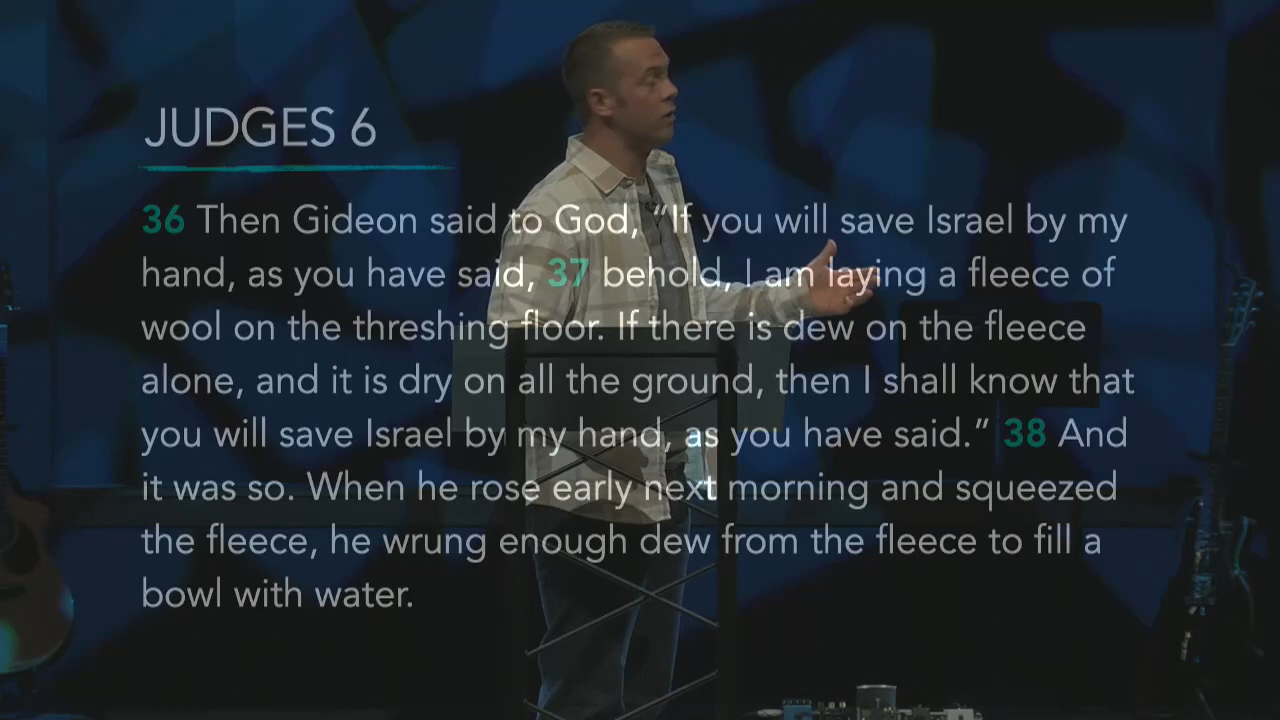 JUDGES 6
36 Then Gideon said to God, “If you will save Israel by my
hand, as you have said, 37 behold, I am laying a fleece of
wool on the threshing floor. If there is dew on the fleece
alone, and it is dry on all the ground, then I shall know that
you will save Israel by my hand, as you have said.” 38 And
it was so. When he rose early next morning and squeezed
the fleece, he wrung enough dew from the fleece to fill a
bowl with water.